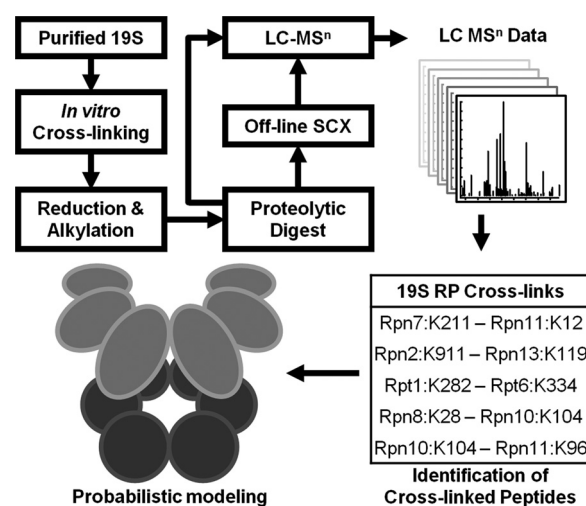 Purified 19S
In vitro
Cross-linking
Reduction &
Alkylation
LC-MSⁿ
Off-line SCX
Proteolytic
Digest
LC MSⁿ Data
19S RP Cross-links
Rpn7:K211 – Rpn11:K12
Rpn2:K911 – Rpn13:K119
Rpt1:K282 – Rpt6:K334
Rpn8:K28 – Rpn10:K104
Rpn10:K104 – Rpn11:K96
Identification of
Cross-linked Peptides
Probabilistic modeling